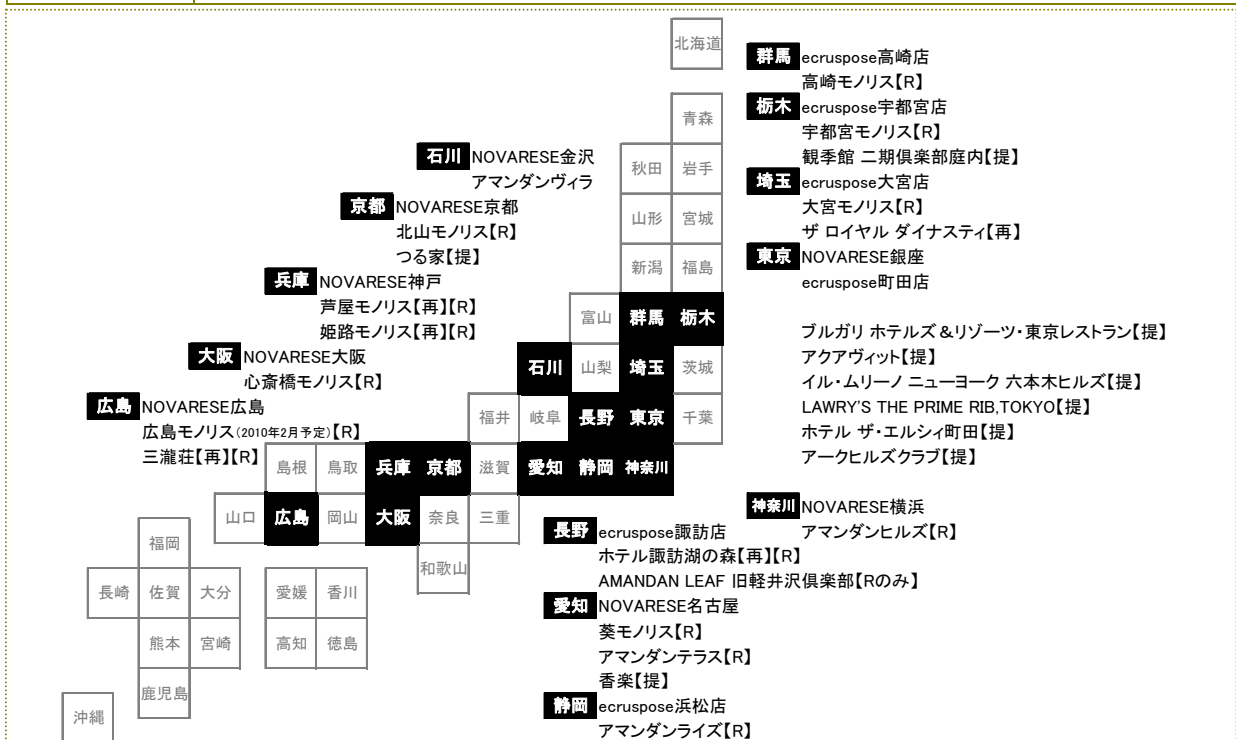 北海道
青森
秋田 岩手
山形 宮城
新潟 福島
富山 群馬 栃木
石川 山梨 埼玉 茨城
福井 岐阜 長野 東京 千葉
島根 鳥取 兵庫 京都 滋賀 愛知 静岡 神奈川
山口 広島 岡山 大阪 奈良 三重
和歌山
福岡
長崎 佐賀 大分 愛媛 香川
熊本 宮崎 高知 徳島
鹿児島
沖縄
石川 NOVARESE金沢
アマンダンヴィラ
京都 NOVARESE京都
北山モノリス【R】
つる家【提】
兵庫 NOVARESE神戸
芦屋モノリス【再】【R】
姫路モノリス【再】【R】
大阪 NOVARESE大阪
心斎橋モノリス【R】
広島 NOVARESE広島
広島モノリス(2010年2月予定)【R】
三瀧荘【再】【R】
群馬 ecruspose高崎店
高崎モノリス【R】
栃木 ecruspose宇都宮店
宇都宮モノリス【R】
観季館 二期倶楽部庭内【提】
埼玉 ecruspose大宮店
大宮モノリス【R】
ザ ロイヤル ダイナスティ【再】
東京 NOVARESE銀座
ecruspose町田店
ブルガリ ホテルズ&リゾーツ・東京レストラン【提】
アクアヴィット【提】
イル・ムリーノ ニューヨーク 六本木ヒルズ【提】
LAWRY'S THE PRIME RIB,TOKYO【提】
ホテル ザ・エルシィ町田【提】
アークヒルズクラブ【提】
神奈川 NOVARESE横浜
アマンダンヒルズ【R】
長野 ecruspose諏訪店
ホテル諏訪湖の森【再】【R】
AMANDAN LEAF 旧軽井沢倶楽部【Rのみ】
愛知 NOVARESE名古屋
葵モノリス【R】
アマンダンテラス【R】
香楽【提】
静岡 ecruspose浜松店
アマンダンライズ【R】